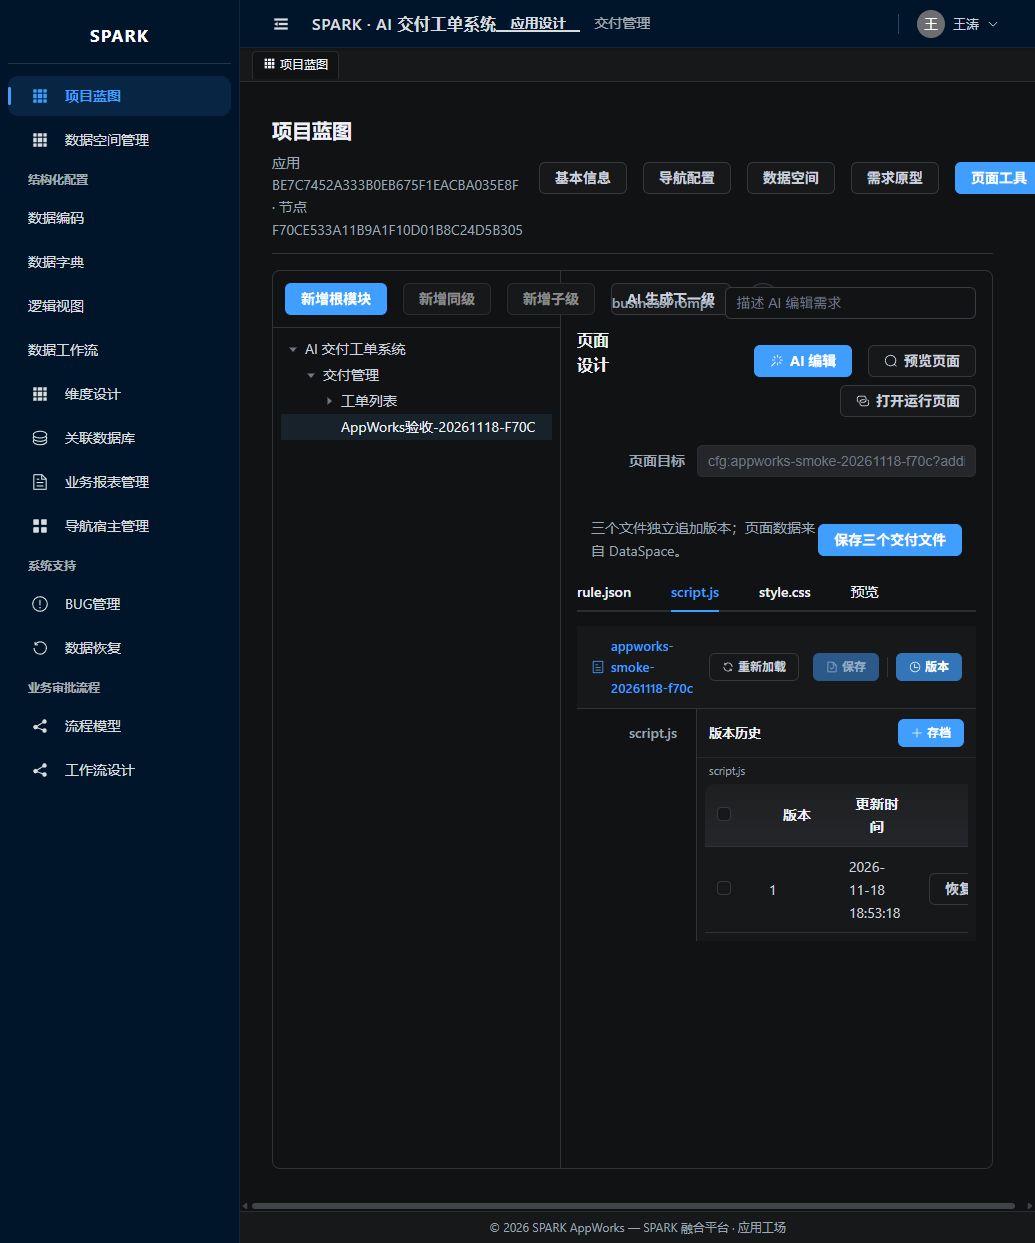 SPARK
SPARK · AI 交付工单系统
应用设计
交付管理
王
王涛
项目蓝图
项目蓝图
数据空间管理
结构化配置
数据编码
数据字典
逻辑视图
数据工作流
维度设计
关联数据库
业务报表管理
导航宿主管理
系统支持
BUG管理
数据恢复
业务审批流程
流程模型
工作流设计
项目蓝图
应用
BE7C7452A333B0EB675F1EACBA035E8F
· 节点
F70CE533A11B9A1F10D01B8C24D5B305
基本信息
导航配置
数据空间
需求原型
页面工具
新增根模块
新增同级
新增子级
AI 生成下一级
businessPrompt
描述 AI 编辑需求
AI 交付工单系统
交付管理
工单列表
AppWorks验收-20261118-F70C
页面
设计
AI 编辑
预览页面
打开运行页面
页面目标
cfg:appworks-smoke-20261118-f70c?addi
三个文件独立追加版本；页面数据来
自 DataSpace。
保存三个交付文件
rule.json
script.js
style.css
预览
appworks-
smoke-
20261118-f70c
重新加载
保存
版本
script.js
版本历史
存档
script.js
版本
更新时
间
1
2026-
11-18
18:53:18
恢复
© 2026 SPARK AppWorks — SPARK 融合平台 · 应用工场